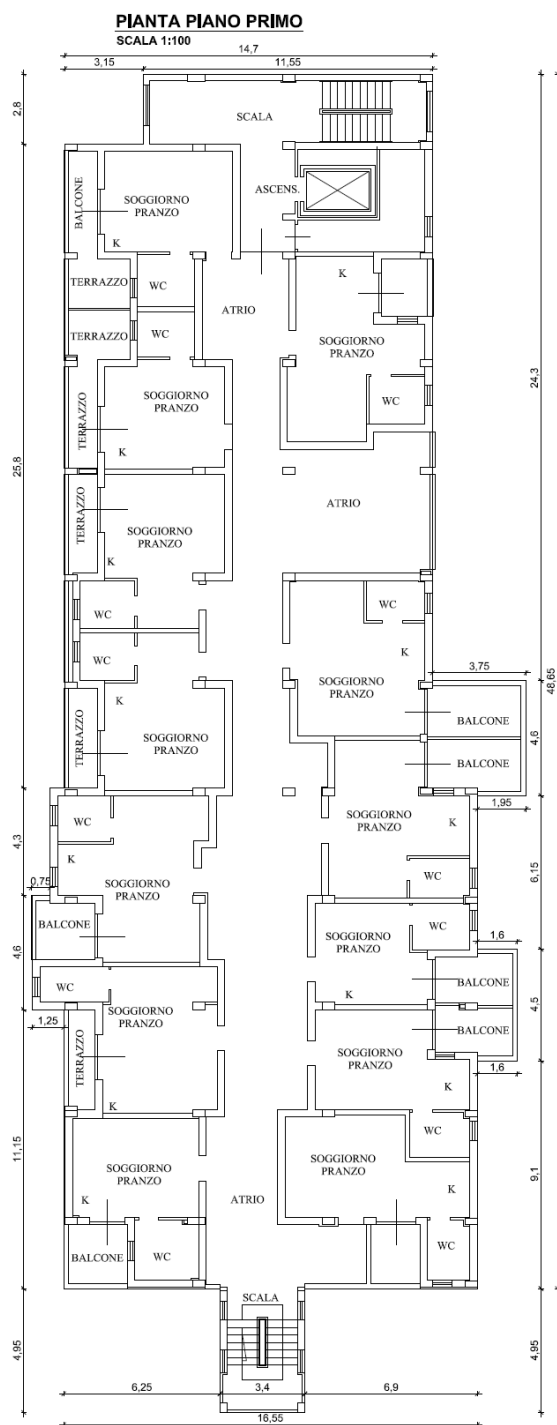 PIANTA PIANO PRIMO
SCALA 1:100
14,7
3,15
11,55
2,8
SCALA
BALCONE
SOGGIORNO
PRANZO
K
ASCENS.
TERRAZZO
WC
ATRIO
K
SOGGIORNO
PRANZO
TERRAZZO
WC
WC
24,3
TERRAZZO
SOGGIORNO
PRANZO
K
25,8
TERRAZZO
SOGGIORNO
PRANZO
K
ATRIO
WC
WC
WC
K
SOGGIORNO
PRANZO
3,75
48,65
K
TERRAZZO
SOGGIORNO
PRANZO
BALCONE
4,6
BALCONE
1,95
4,3
WC
K
SOGGIORNO
PRANZO
K
6,15
0,75
SOGGIORNO
PRANZO
WC
BALCONE
4,6
WC
SOGGIORNO
PRANZO
1,6
WC
K
BALCONE
4,5
BALCONE
1,25
TERRAZZO
SOGGIORNO
PRANZO
K
SOGGIORNO
PRANZO
K
1,6
WC
11,15
SOGGIORNO
PRANZO
K
SOGGIORNO
PRANZO
K
9,1
ATRIO
BALCONE
WC
WC
SCALA
4,95
4,95
6,25
3,4
6,9
16,55